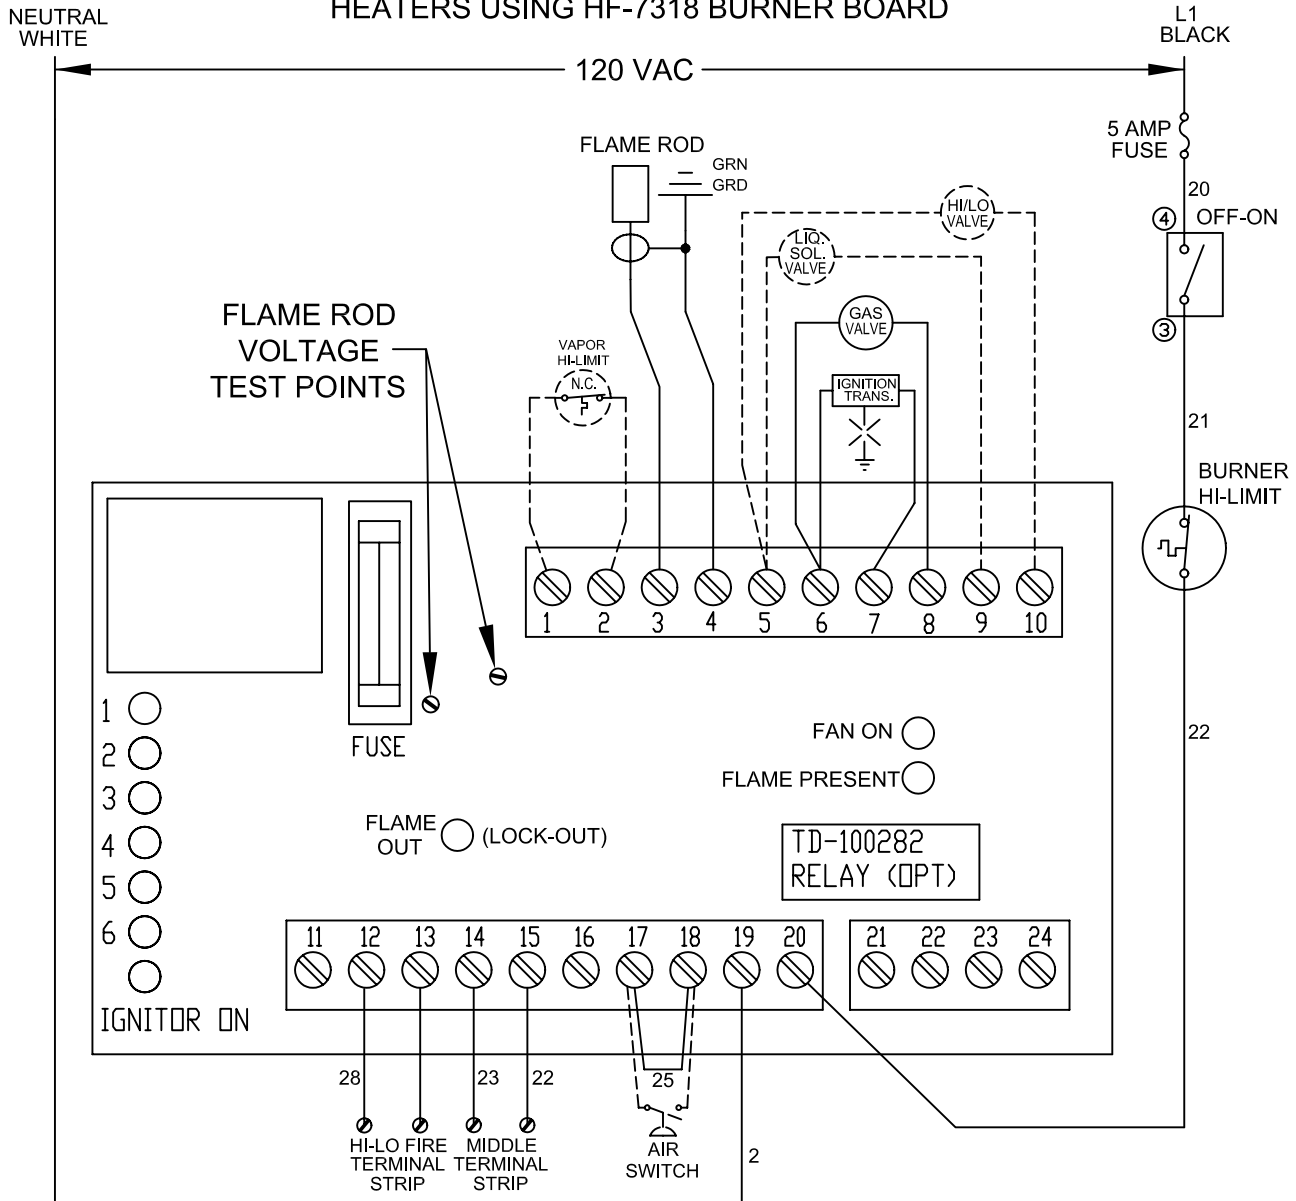 HEATERS USING HF-7318 BURNER BOARD
NEUTRAL
WHITE
L1
BLACK
120 VAC
5 AMP
FUSE
20
4
OFF-ON
3
21
BURNER
HI-LIMIT
22
FLAME ROD
GRN
GRD
HI/LO
VALVE
LIQ.
SOL.
VALVE
GAS
VALVE
IGNITION
TRANS.
VAPOR
HI-LIMIT
N.C.
FLAME ROD
VOLTAGE
TEST POINTS
1 2 3 4 5 6 7 8 9 10
FUSE
1
2
3
4
5
6
IGNITOR ON
FLAME
OUT
(LOCK-OUT)
FAN ON
FLAME PRESENT
TD-100282
RELAY (OPT)
11 12 13 14 15 16 17 18 19 20
21 22 23 24
28
23
22
25
2
HI-LO FIRE
TERMINAL
STRIP
MIDDLE
TERMINAL
STRIP
AIR
SWITCH